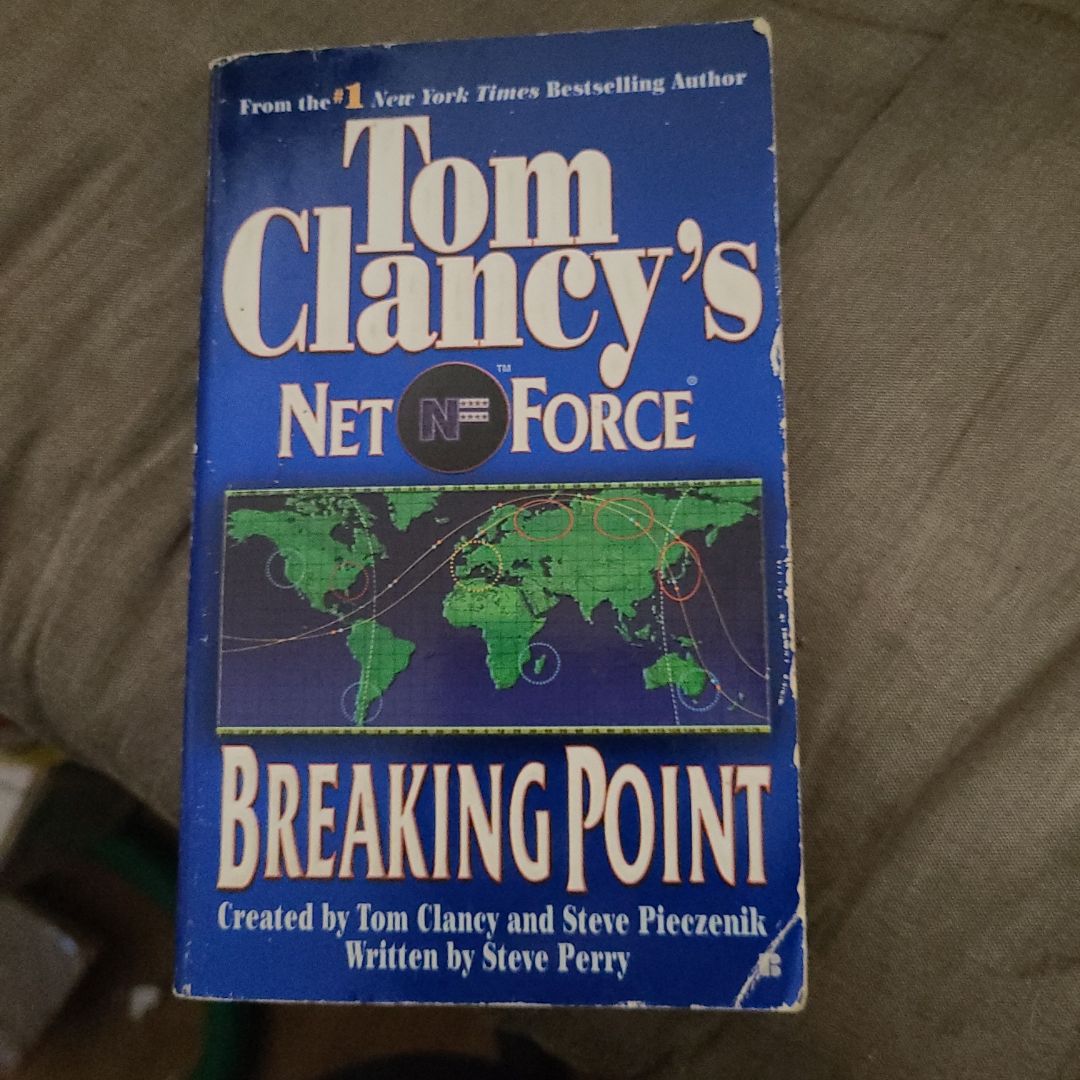 From the #1 New York Times Bestselling Author
Tom
Clancy's
NET NF™ FORCE®
BREAKING POINT
Created by Tom Clancy and Steve Pieczenik
Written by Steve Perry
B